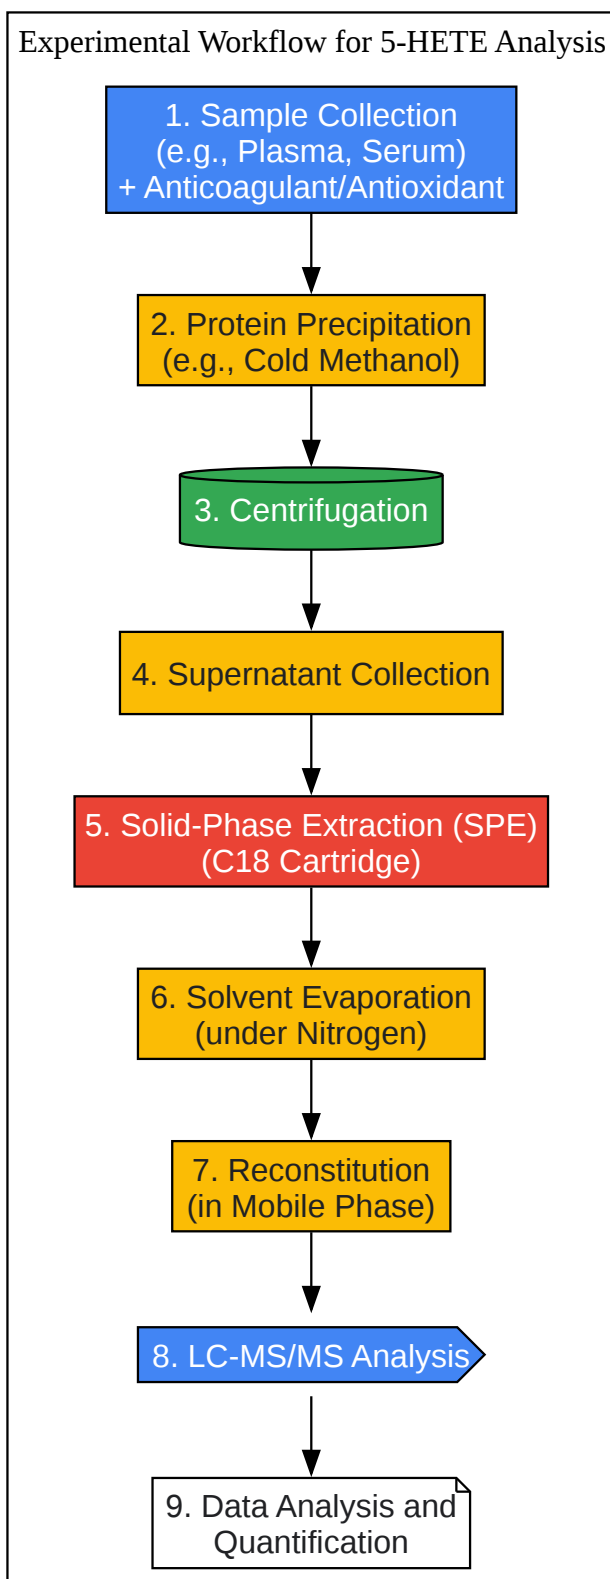 Experimental Workflow for 5-HETE Analysis
1. Sample Collection
(e.g., Plasma, Serum)
+ Anticoagulant/Antioxidant
2. Protein Precipitation
(e.g., Cold Methanol)
3. Centrifugation
4. Supernatant Collection
5. Solid-Phase Extraction (SPE)
(C18 Cartridge)
6. Solvent Evaporation
(under Nitrogen)
7. Reconstitution
(in Mobile Phase)
8. LC-MS/MS Analysis
9. Data Analysis and
Quantification